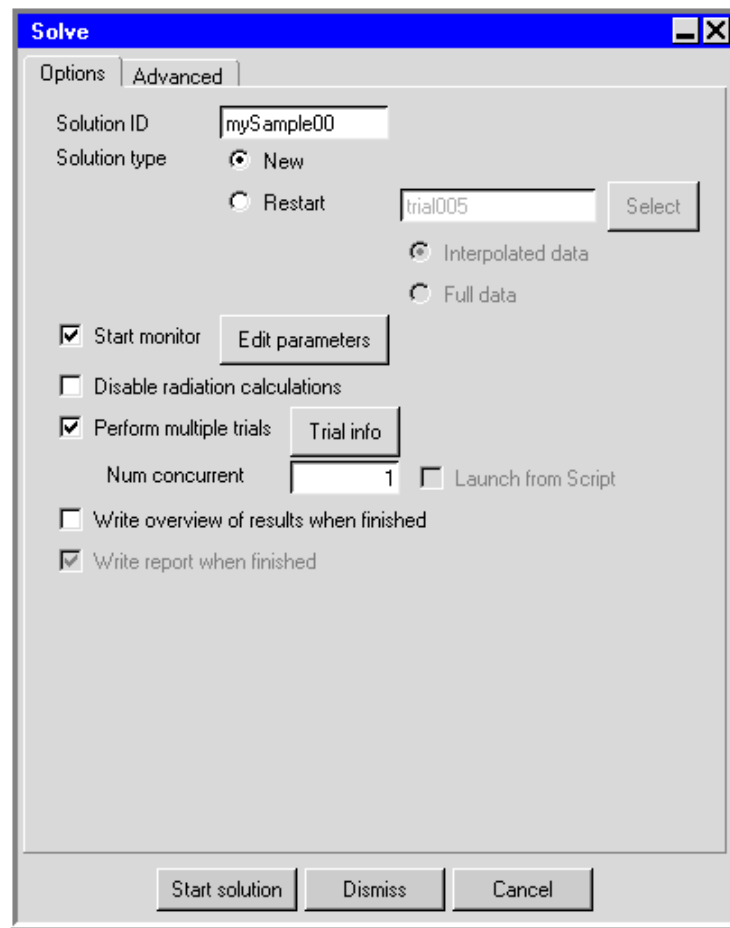 Solve
Options Advanced
Solution ID mySample00
Solution type New
Restart trial005 Select
Interpolated data
Full data
Start monitor Edit parameters
Disable radiation calculations
Perform multiple trials Trial info
Num concurrent 1 Launch from Script
Write overview of results when finished
Write report when finished
Start solution Dismiss Cancel